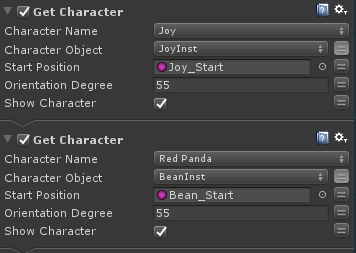 Get Character
Character Name Joy
Character Object JoyInst
Start Position Joy_Start
Orientation Degree 55
Show Character
Get Character
Character Name Red Panda
Character Object BeanInst
Start Position Bean_Start
Orientation Degree 55
Show Character